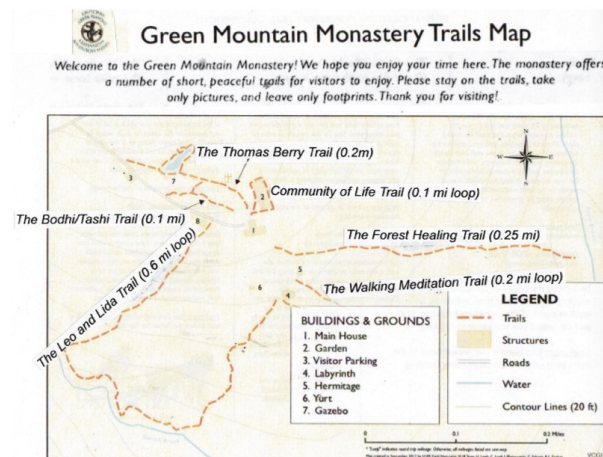 Green Mountain Monastery Trails Map
Welcome to the Green Mountain Monastery! We hope you enjoy your time here. The monastery offers
a number of short, peaceful trails for visitors to enjoy. Please stay on the trails, take
only pictures, and leave only footprints. Thank you for visiting!
N
W
E
S
The Thomas Berry Trail (0.2m)
3
7
2
Community of Life Trail (0.1 mi loop)
The Bodhi/Tashi Trail (0.1 mi)
8
1
The Forest Healing Trail (0.25 mi)
The Leo and Lida Trail (0.6 mi loop)
5
The Walking Meditation Trail (0.2 mi loop)
6
4
BUILDINGS & GROUNDS
1. Main House
2. Garden
3. Visitor Parking
4. Labyrinth
5. Hermitage
6. Yurt
7. Gazebo
LEGEND
Trails
Structures
Roads
Water
Contour Lines (20 ft)
0
0.1